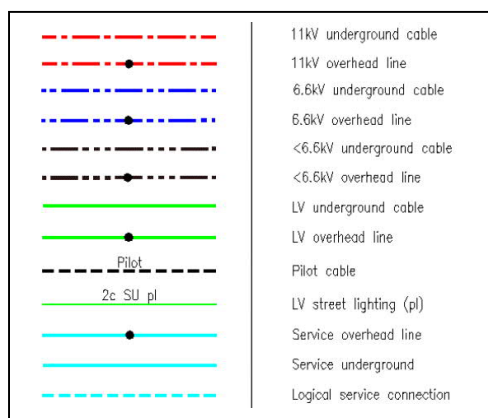 11kV underground cable
11kV overhead line
6.6kV underground cable
6.6kV overhead line
<6.6kV underground cable
<6.6kV overhead line
LV underground cable
LV overhead line
Pilot
Pilot cable
2c SU pl
LV street lighting (pl)
Service overhead line
Service underground
Logical service connection